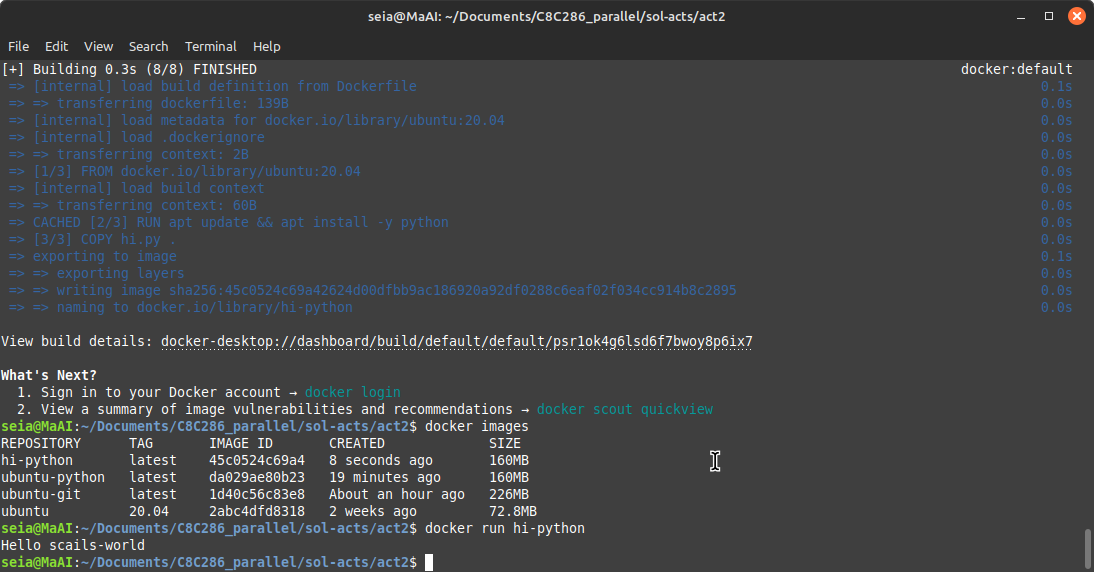 seia@MaAI: ~/Documents/C8C286_parallel/sol-acts/act2
File Edit View Search Terminal Help
[+] Building 0.3s (8/8) FINISHED docker:default
=> [internal] load build definition from Dockerfile 0.1s
=> => transferring dockerfile: 139B 0.0s
=> [internal] load metadata for docker.io/library/ubuntu:20.04 0.0s
=> [internal] load .dockerignore 0.0s
=> => transferring context: 2B 0.0s
=> [1/3] FROM docker.io/library/ubuntu:20.04 0.0s
=> [internal] load build context 0.0s
=> => transferring context: 60B 0.0s
=> CACHED [2/3] RUN apt update && apt install -y python 0.0s
=> [3/3] COPY hi.py . 0.0s
=> exporting to image 0.1s
=> => exporting layers 0.0s
=> => writing image sha256:45c0524c69a42624d00dfbb9ac186920a92df0288c6eaf02f034cc914b8c2895 0.0s
=> => naming to docker.io/library/hi-python 0.0s
View build details: docker-desktop://dashboard/build/default/default/psr1ok4g6lsd6f7bwoy8p6ix7
What's Next?
1. Sign in to your Docker account → docker login
2. View a summary of image vulnerabilities and recommendations → docker scout quickview
seia@MaAI:~/Documents/C8C286_parallel/sol-acts/act2$ docker images
REPOSITORY TAG IMAGE ID CREATED SIZE
hi-python latest 45c0524c69a4 8 seconds ago 160MB
ubuntu-python latest da029ae80b23 19 minutes ago 160MB
ubuntu-git latest 1d40c56c83e8 About an hour ago 226MB
ubuntu 20.04 2abc4dfd8318 2 weeks ago 72.8MB
seia@MaAI:~/Documents/C8C286_parallel/sol-acts/act2$ docker run hi-python
Hello scails-world
seia@MaAI:~/Documents/C8C286_parallel/sol-acts/act2$